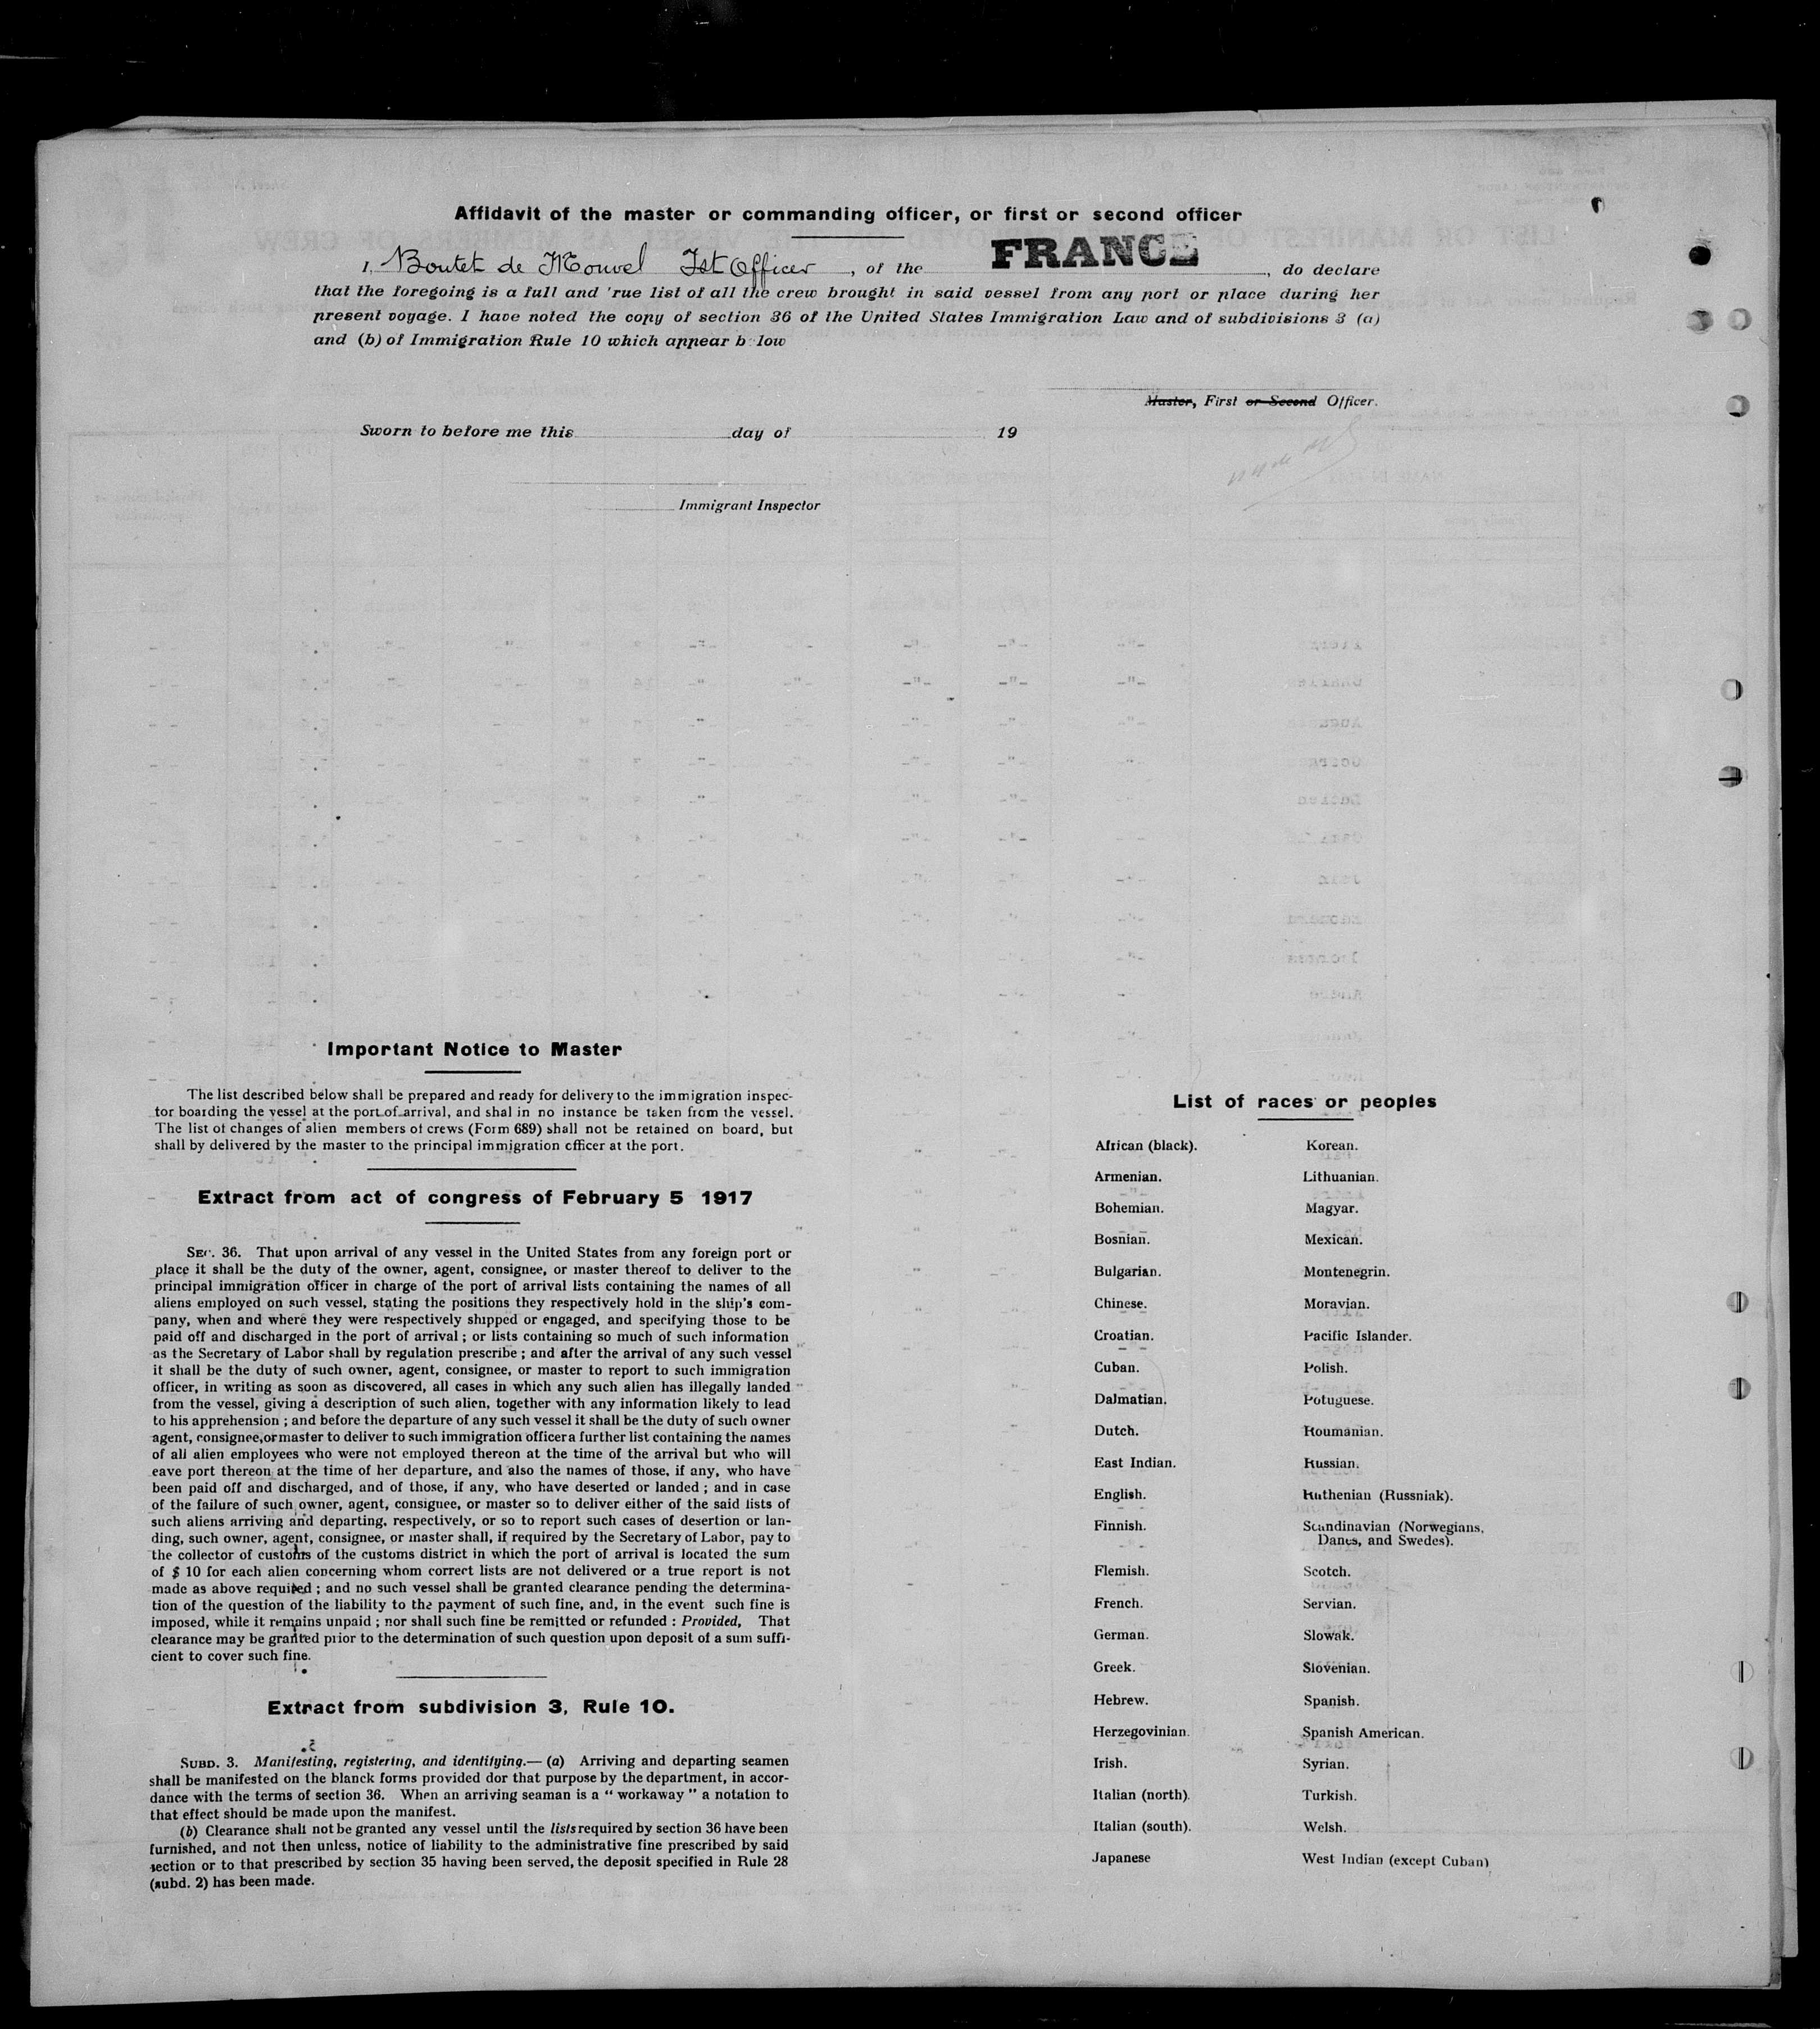 Affidavit of the master or commanding officer, or first or second officer
I, Boutet de Monvel 1st Officer, of the FRANCE, do declare
that the foregoing is a full and 'rue list of all the crew brought in said vessel from any port or place during her
present voyage. I have noted the copy of section 36 of the United States Immigration Law and of subdivisions 3 (a)
and (b) of Immigration Rule 10 which appear b low
Master, First or Second Officer.
Sworn to before me this day of 19
Immigrant Inspector
Important Notice to Master
The list described below shall be prepared and ready for delivery to the immigration inspec-
tor boarding the vessel at the port of arrival, and shal in no instance be taken from the vessel.
The list of changes of alien members of crews (Form 689) shall not be retained on board, but
shall by delivered by the master to the principal immigration officer at the port.
Extract from act of congress of February 5 1917
SEC. 36. That upon arrival of any vessel in the United States from any foreign port or
place it shall be the duty of the owner, agent, consignee, or master thereof to deliver to the
principal immigration officer in charge of the port of arrival lists containing the names of all
aliens employed on such vessel, stating the positions they respectively hold in the ship's com-
pany, when and where they were respectively shipped or engaged, and specifying those to be
paid off and discharged in the port of arrival ; or lists containing so much of such information
as the Secretary of Labor shall by regulation prescribe ; and after the arrival of any such vessel
it shall be the duty of such owner, agent, consignee, or master to report to such immigration
officer, in writing as soon as discovered, all cases in which any such alien has illegally landed
from the vessel, giving a description of such alien, together with any information likely to lead
to his apprehension ; and before the departure of any such vessel it shall be the duty of such owner
agent, consignee, or master to deliver to such immigration officer a further list containing the names
of all alien employees who were not employed thereon at the time of the arrival but who will
eave port thereon at the time of her departure, and also the names of those, if any, who have
been paid off and discharged, and of those, if any, who have deserted or landed ; and in case
of the failure of such owner, agent, consignee, or master so to deliver either of the said lists of
such aliens arriving and departing, respectively, or so to report such cases of desertion or lan-
ding, such owner, agent, consignee, or master shall, if required by the Secretary of Labor, pay to
the collector of customs of the customs district in which the port of arrival is located the sum
of $ 10 for each alien concerning whom correct lists are not delivered or a true report is not
made as above required ; and no such vessel shall be granted clearance pending the determina-
tion of the question of the liability to the payment of such fine, and, in the event such fine is
imposed, while it remains unpaid ; nor shall such fine be remitted or refunded : Provided, That
clearance may be granted prior to the determination of such question upon deposit of a sum suffi-
cient to cover such fine.
Extract from subdivision 3, Rule 10.
SUBD. 3. Manifesting, registering, and identifying.— (a) Arriving and departing seamen
shall be manifested on the blanck forms provided dor that purpose by the department, in accor-
dance with the terms of section 36. When an arriving seaman is a " workaway " a notation to
that effect should be made upon the manifest.
(b) Clearance shall not be granted any vessel until the lists required by section 36 have been
furnished, and not then unless, notice of liability to the administrative fine prescribed by said
section or to that prescribed by section 35 having been served, the deposit specified in Rule 28
(subd. 2) has been made.
List of races or peoples
African (black). Korean.
Armenian. Lithuanian.
Bohemian. Magyar.
Bosnian. Mexican.
Bulgarian. Montenegrin.
Chinese. Moravian.
Croatian. Pacific Islander.
Cuban. Polish.
Dalmatian. Potuguese.
Dutch. Roumanian.
East Indian. Russian.
English. Ruthenian (Russniak).
Finnish. Scandinavian (Norwegians,
Danes, and Swedes).
Flemish. Scotch.
French. Servian.
German. Slowak.
Greek. Slovenian.
Hebrew. Spanish.
Herzegovinian. Spanish American.
Irish. Syrian.
Italian (north). Turkish.
Italian (south). Welsh.
Japanese West Indian (except Cuban)